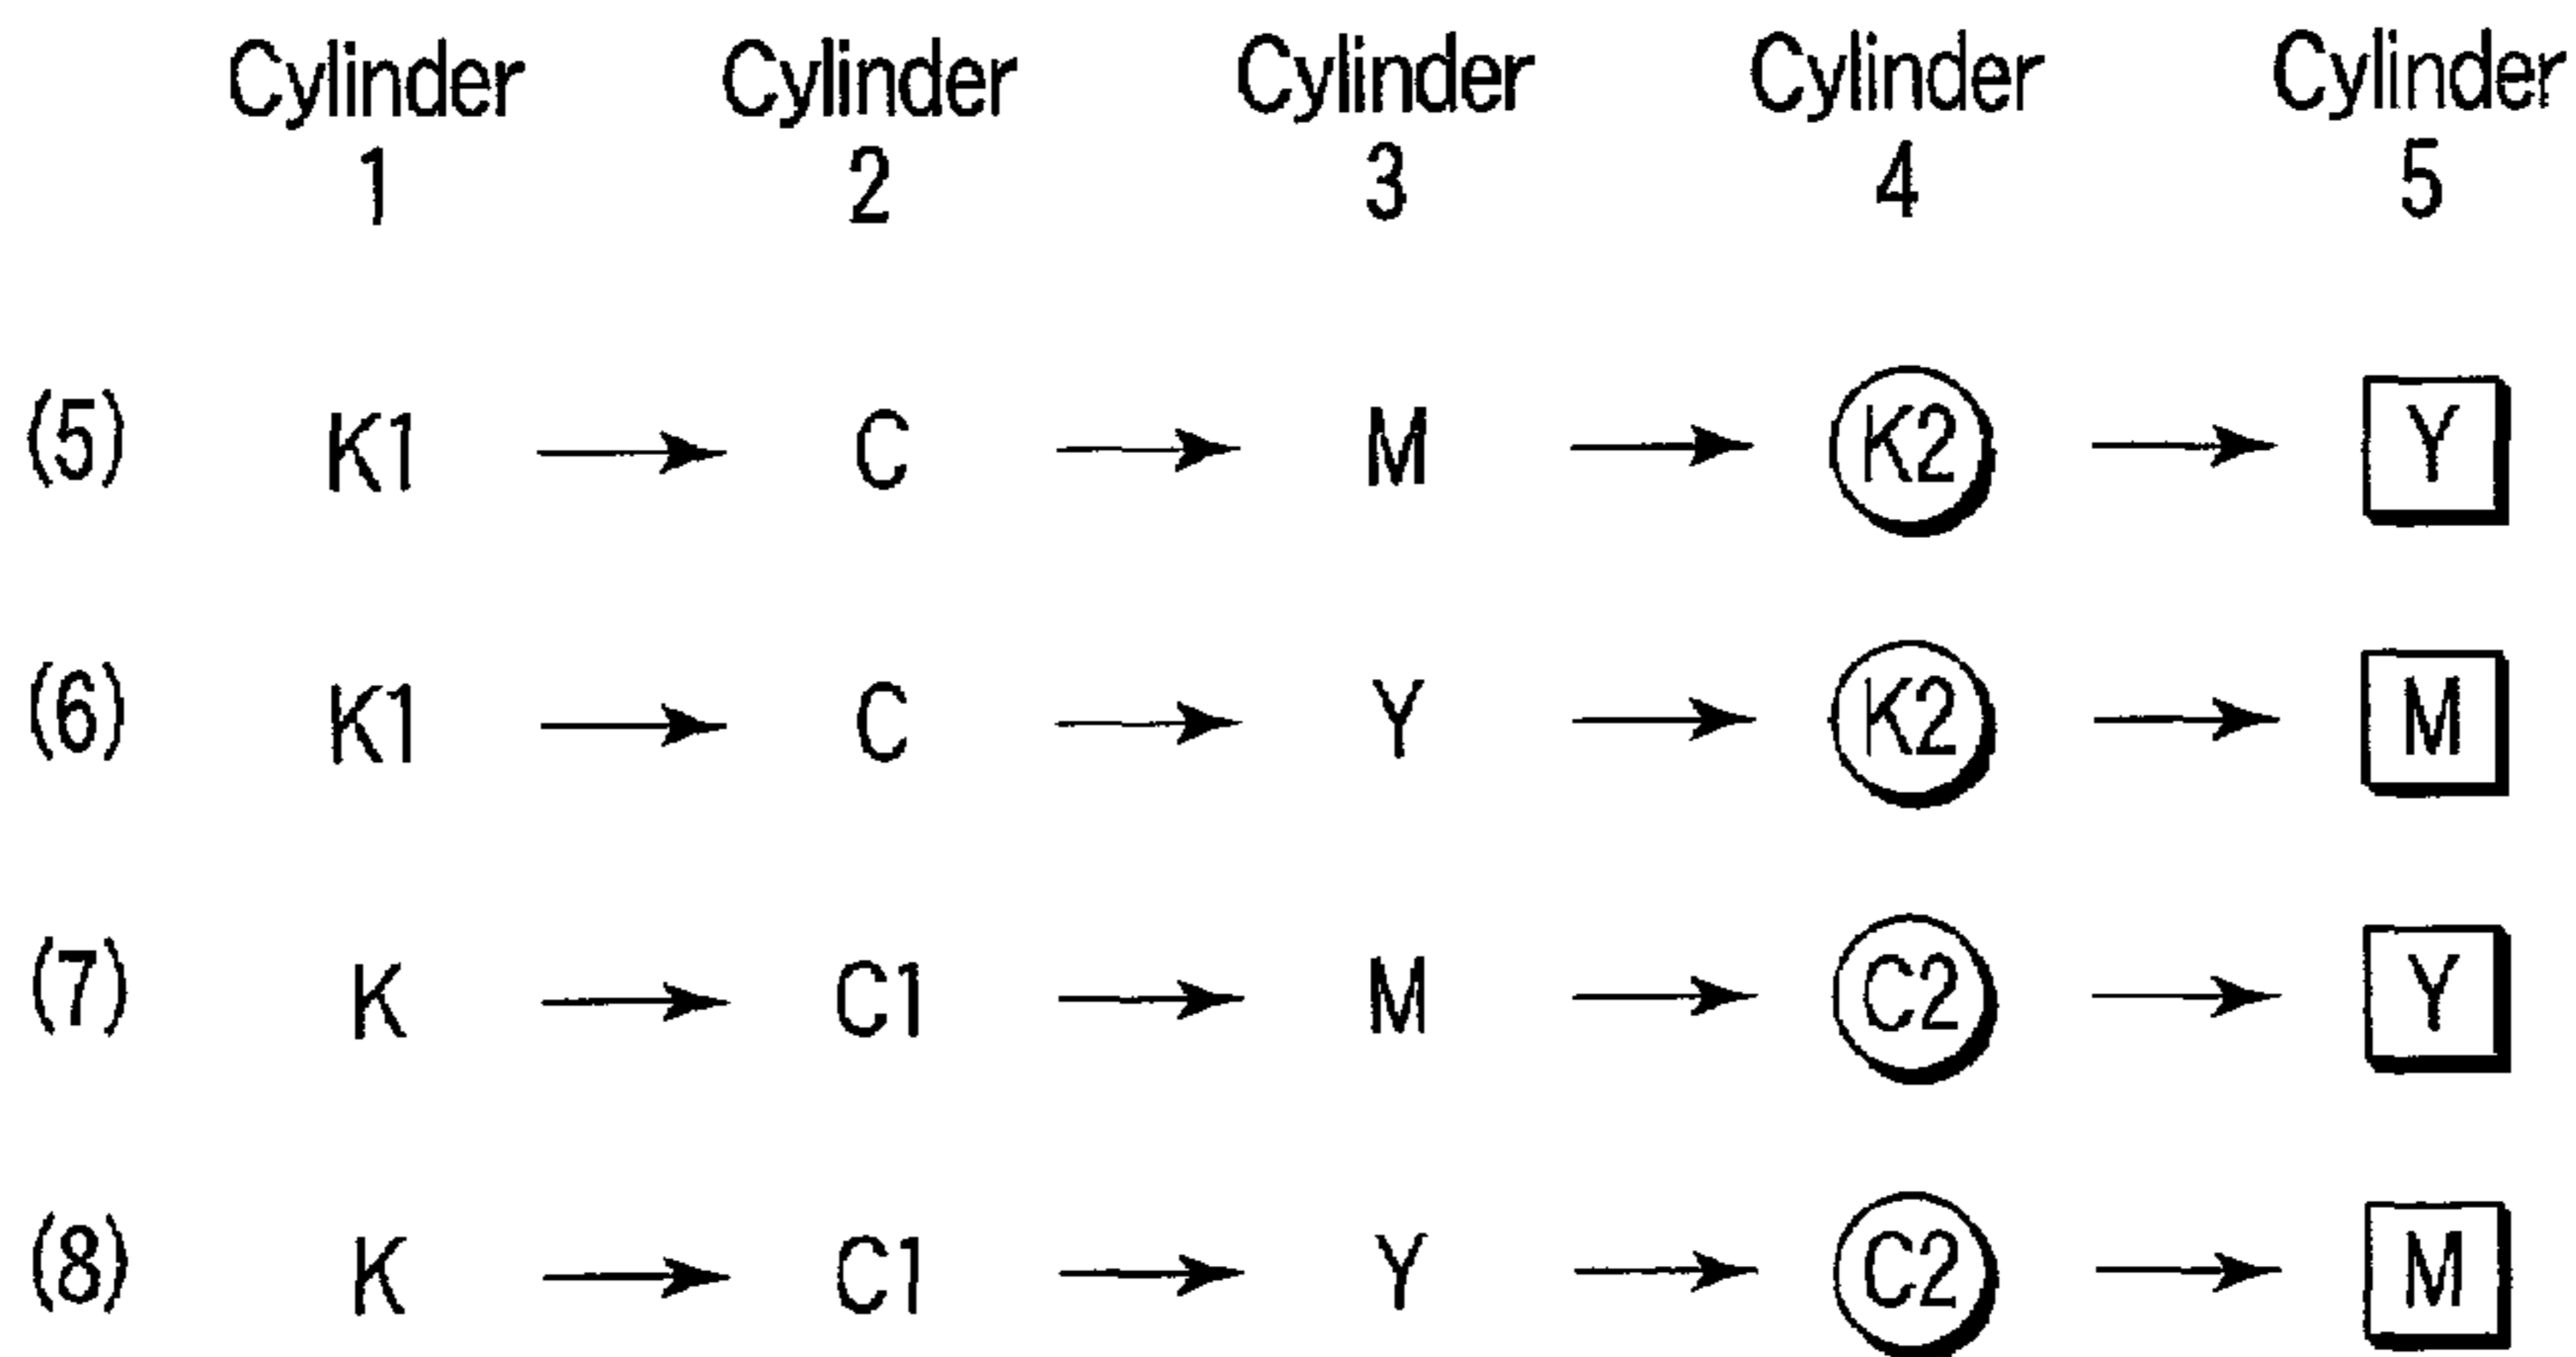 Cylinder 1 Cylinder 2 Cylinder 3 Cylinder 4 Cylinder 5
(5) K1 → C → M → K2 → Y
(6) K1 → C → Y → K2 → M
(7) K → C1 → M → C2 → Y
(8) K → C1 → Y → C2 → M